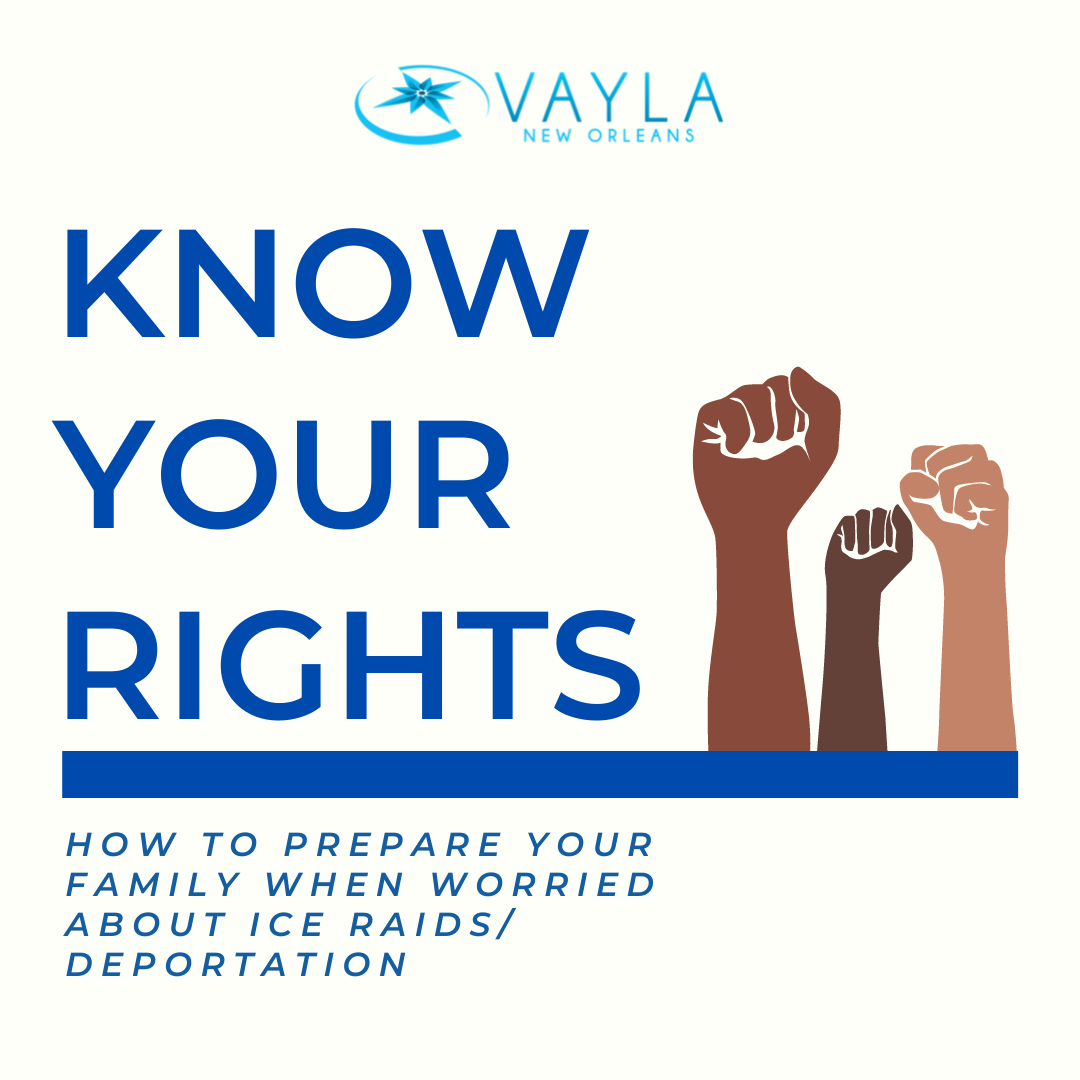 VAYLA
NEW ORLEANS
KNOW
YOUR
RIGHTS
HOW TO PREPARE YOUR
FAMILY WHEN WORRIED
ABOUT ICE RAIDS/
DEPORTATION